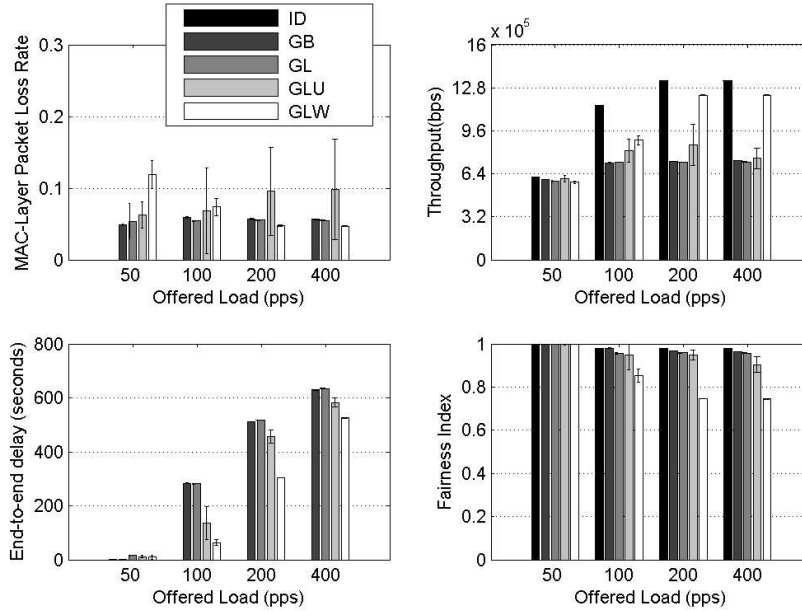 ID
GB
GL
GLU
GLW
MAC-Layer Packet Loss Rate
0.3
0.2
0.1
0
50 100 200 400
Offered Load (pps)
x 10^5
Throughput(bps)
16
12.8
9.6
6.4
3.2
0
50 100 200 400
Offered Load (pps)
End-to-end delay (seconds)
800
600
400
200
0
50 100 200 400
Offered Load (pps)
Fairness Index
1
0.8
0.6
0.4
0.2
0
50 100 200 400
Offered Load (pps)